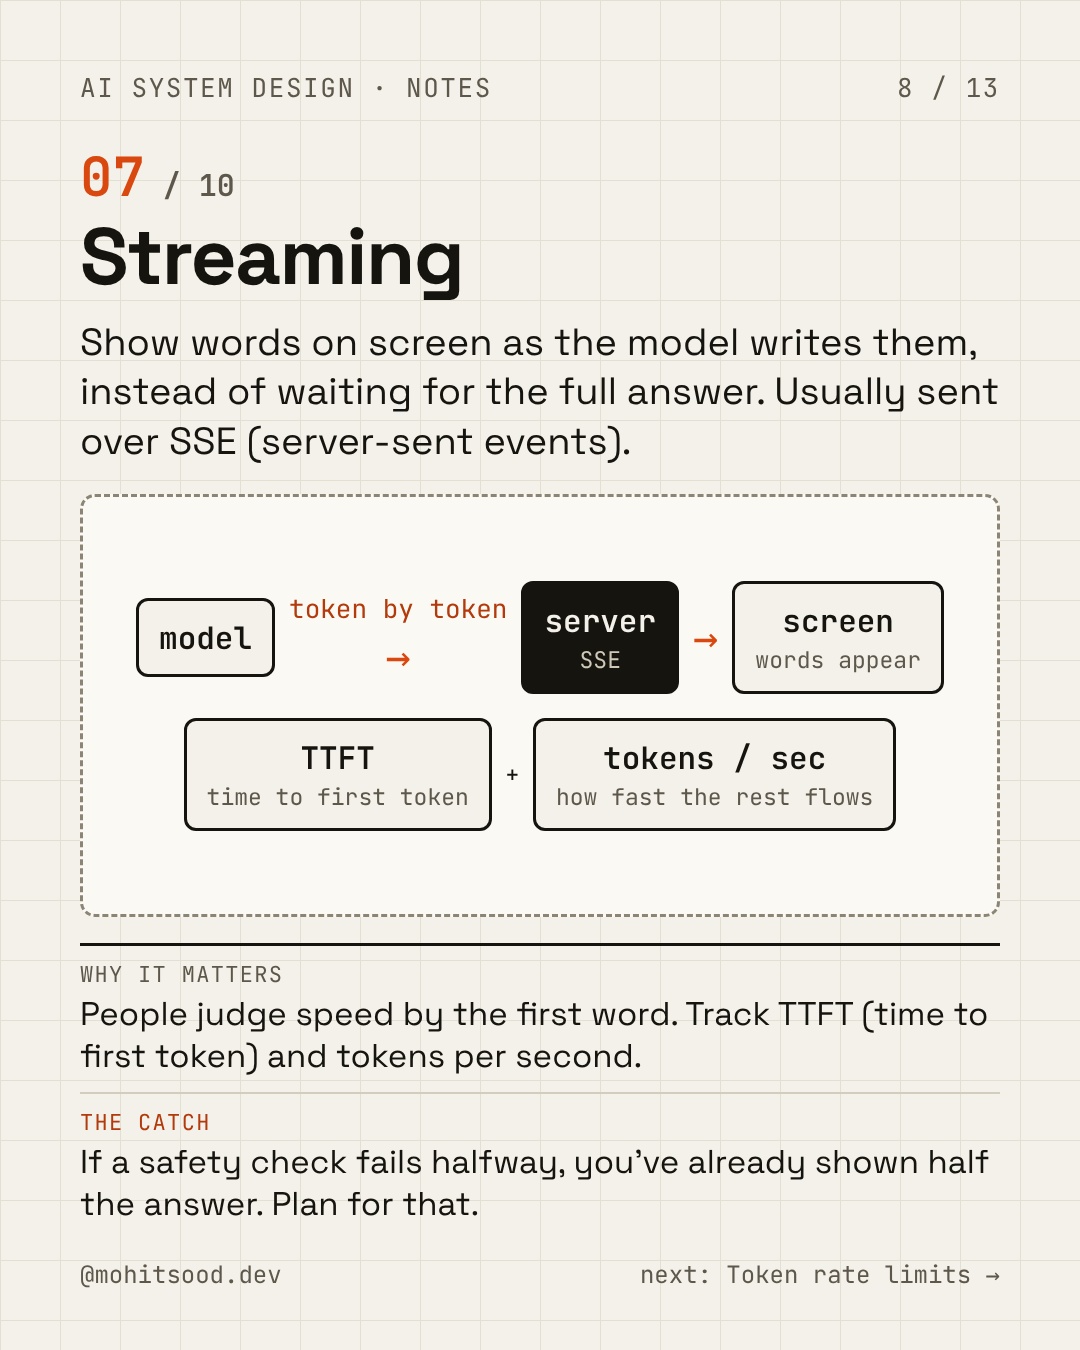 AI SYSTEM DESIGN · NOTES
8 / 13
07 / 10
Streaming
Show words on screen as the model writes them,
instead of waiting for the full answer. Usually sent
over SSE (server-sent events).
model
token by token
→
server
SSE
→
screen
words appear
TTFT
time to first token
+
tokens / sec
how fast the rest flows
WHY IT MATTERS
People judge speed by the first word. Track TTFT (time to
first token) and tokens per second.
THE CATCH
If a safety check fails halfway, you’ve already shown half
the answer. Plan for that.
@mohitsood.dev
next: Token rate limits →